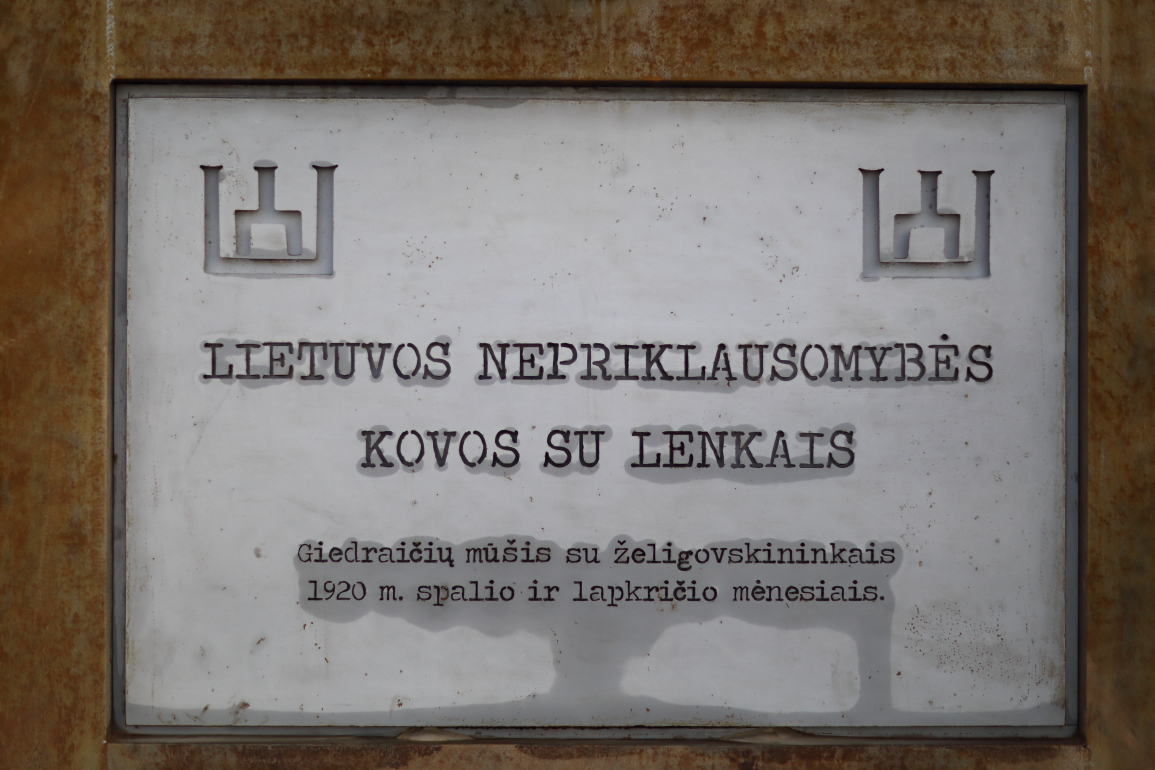 LIETUVOS NEPRIKLAUSOMYBĖS
KOVOS SU LENKAIS
Giedraičių mūšis su želigovskininkais
1920 m. spalio ir lapkričio mėnesiais.